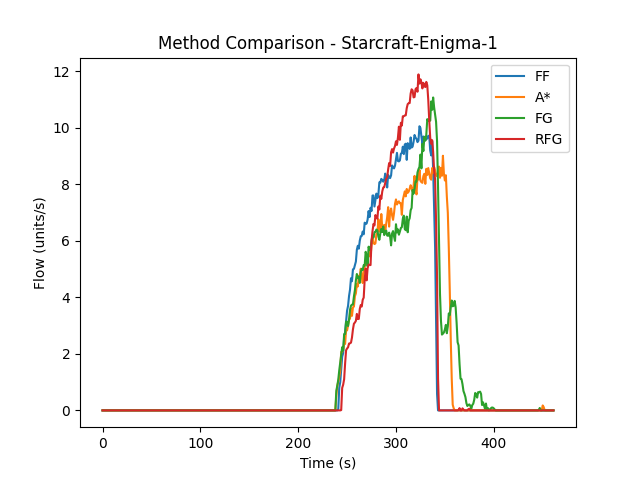 Method Comparison - Starcraft-Enigma-1
FF
A*
FG
RFG
Flow (units/s)
12
10
8
6
4
2
0
0 100 200 300 400
Time (s)